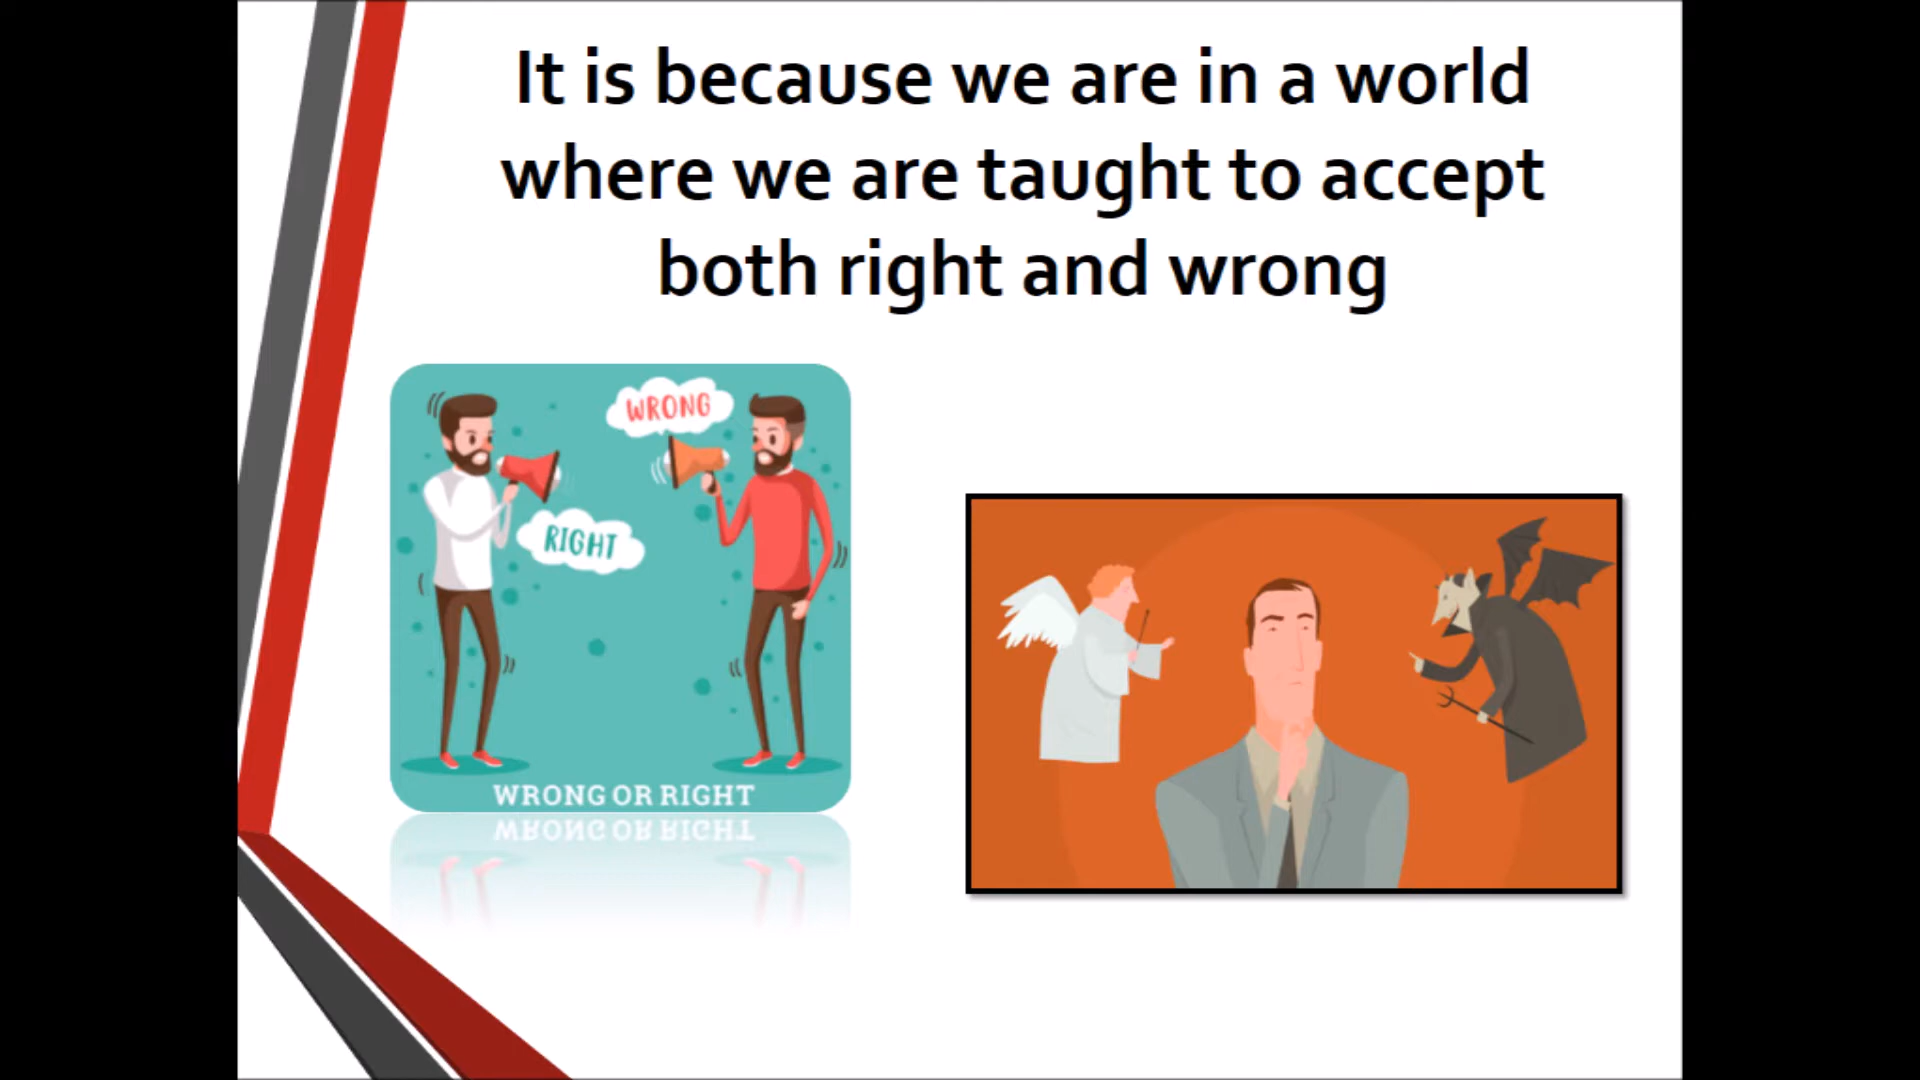 It is because we are in a world
where we are taught to accept
both right and wrong
WRONG
RIGHT
WRONG OR RIGHT